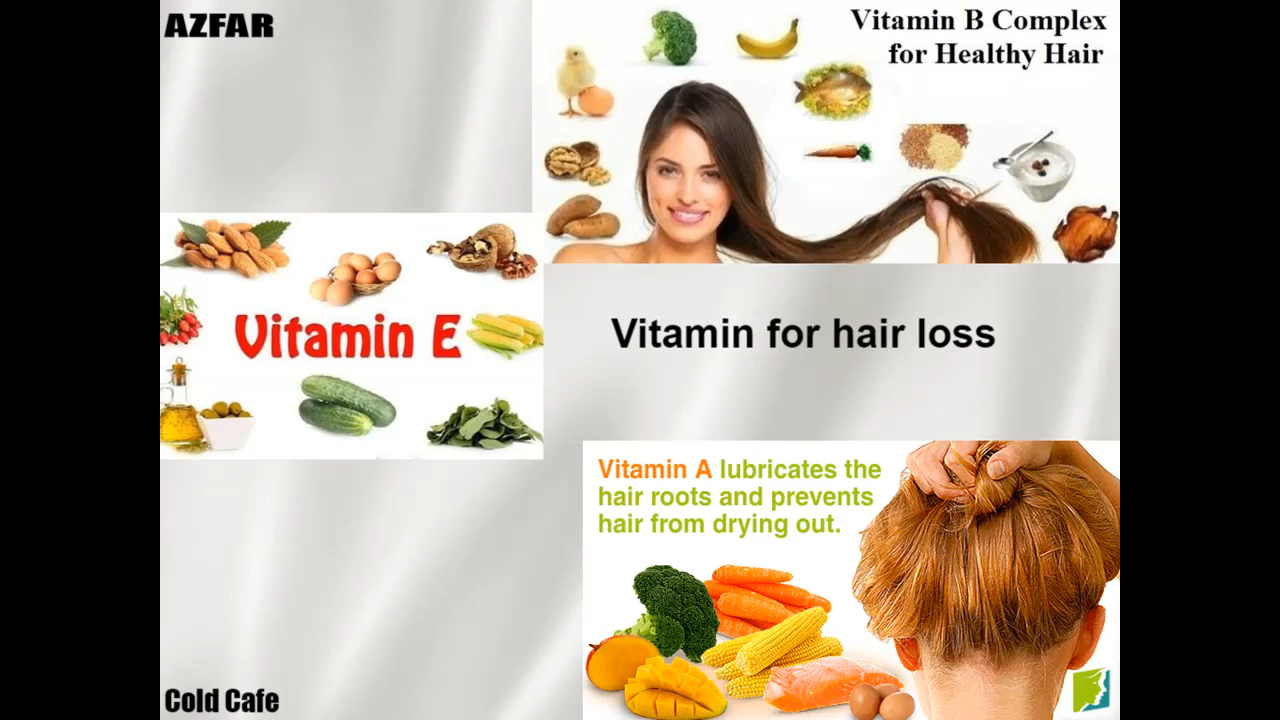 AZFAR
Vitamin B Complex
for Healthy Hair
Vitamin E
Vitamin for hair loss
Vitamin A lubricates the
hair roots and prevents
hair from drying out.
Cold Cafe